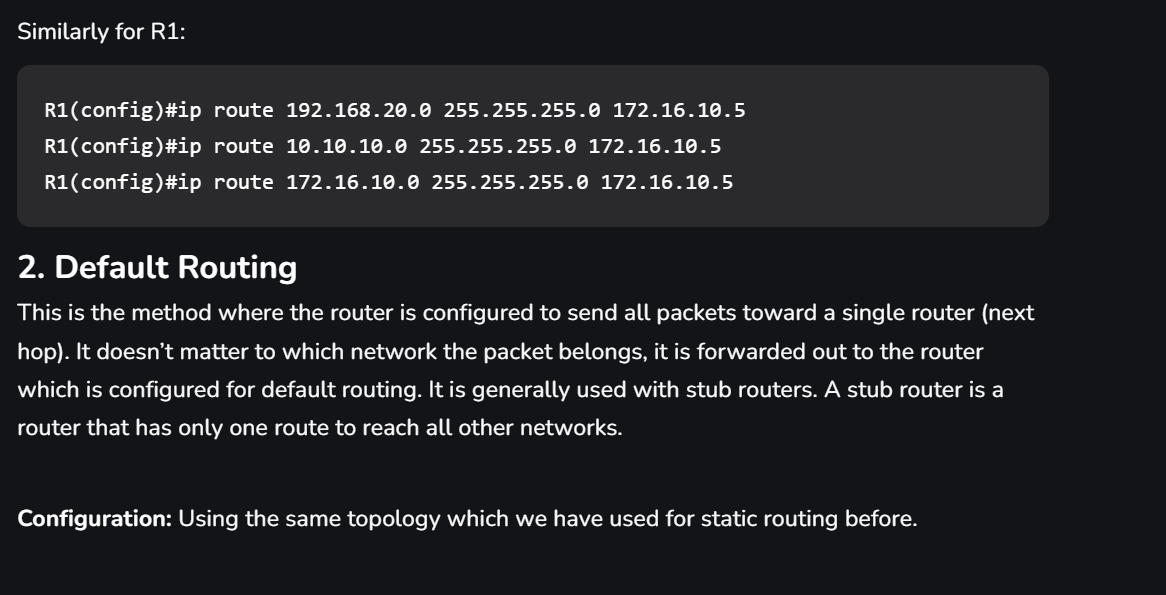 Similarly for R1:
R1(config)#ip route 192.168.20.0 255.255.255.0 172.16.10.5
R1(config)#ip route 10.10.10.0 255.255.255.0 172.16.10.5
R1(config)#ip route 172.16.10.0 255.255.255.0 172.16.10.5
2. Default Routing
This is the method where the router is configured to send all packets toward a single router (next
hop). It doesn’t matter to which network the packet belongs, it is forwarded out to the router
which is configured for default routing. It is generally used with stub routers. A stub router is a
router that has only one route to reach all other networks.
Configuration: Using the same topology which we have used for static routing before.